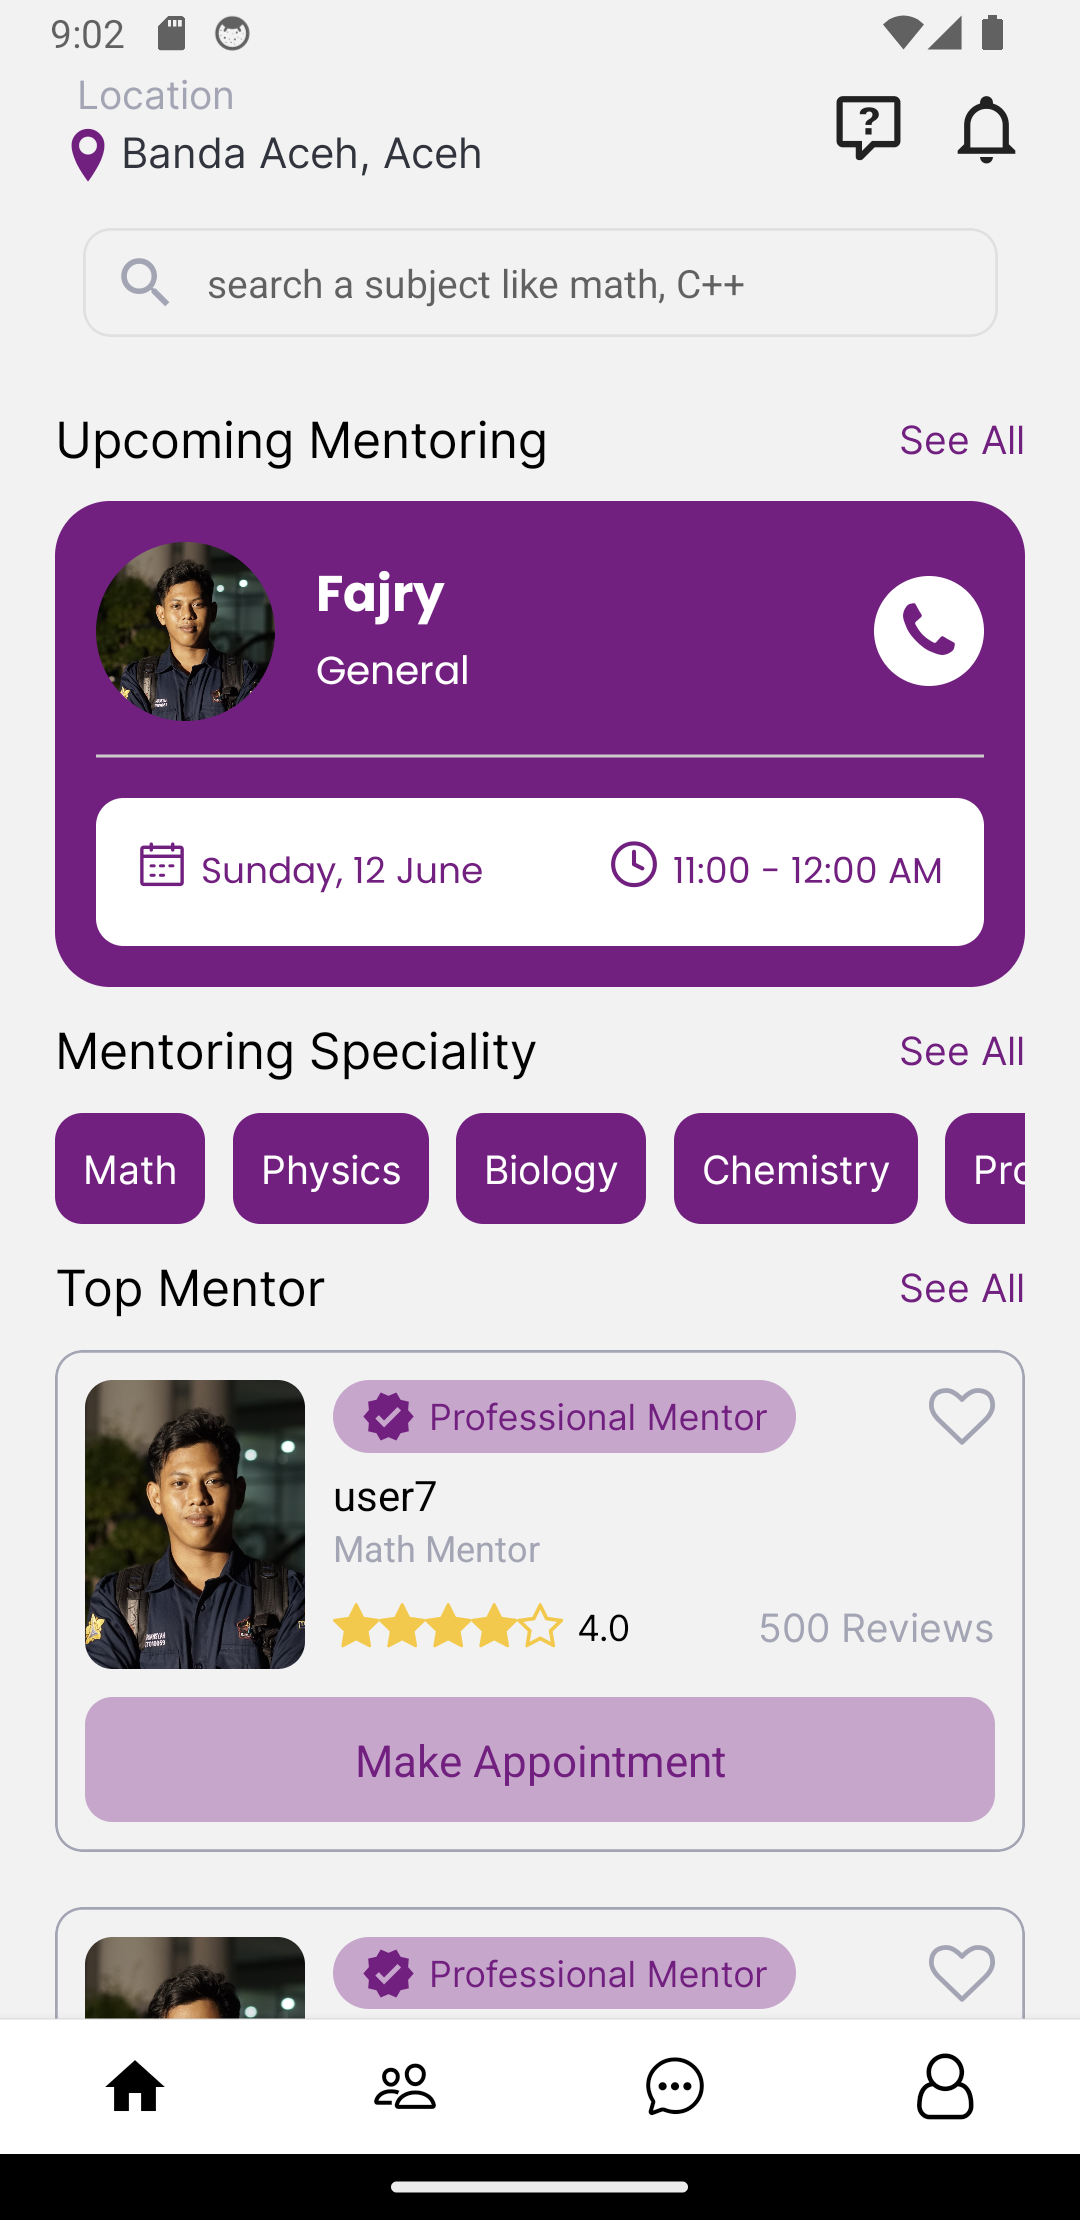 9:02
Location
Banda Aceh, Aceh
?
search a subject like math, C++
Upcoming Mentoring
See All
Fajry
General
Sunday, 12 June
11:00 - 12:00 AM
Mentoring Speciality
See All
Math
Physics
Biology
Chemistry
Top Mentor
See All
Professional Mentor
user7
Math Mentor
4.0
500 Reviews
Make Appointment
Professional Mentor